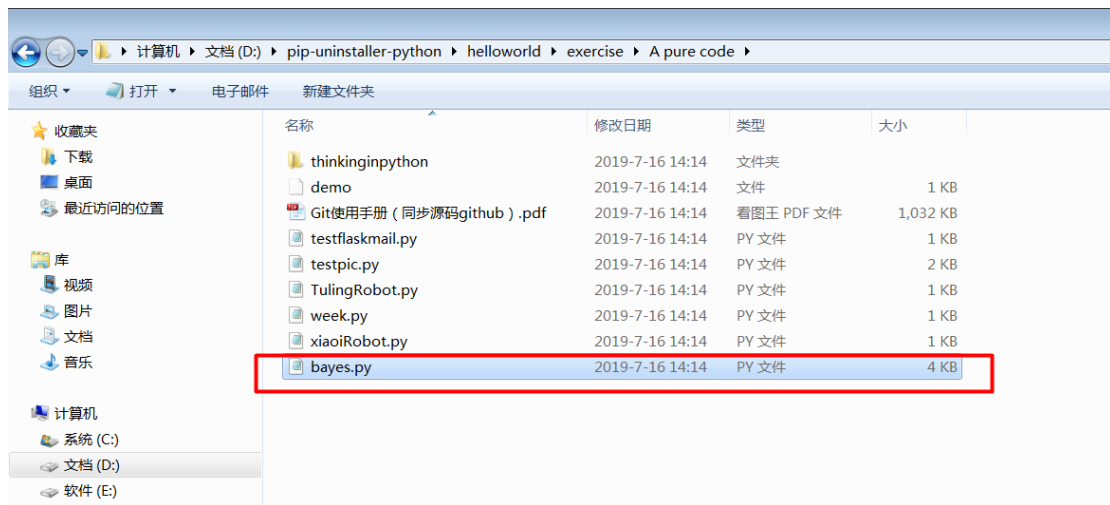 计算机 文档 (D:) pip-uninstaller-python helloworld exercise A pure code
组织 打开 电子邮件 新建文件夹
收藏夹
下载
桌面
最近访问的位置
库
视频
图片
文档
音乐
计算机
系统 (C:)
文档 (D:)
软件 (E:)
名称 修改日期 类型 大小
thinkinginpython 2019-7-16 14:14 文件夹
demo 2019-7-16 14:14 文件 1 KB
Git使用手册（同步源码github）.pdf 2019-7-16 14:14 看图王 PDF 文件 1,032 KB
testflaskmail.py 2019-7-16 14:14 PY 文件 1 KB
testpic.py 2019-7-16 14:14 PY 文件 2 KB
TulingRobot.py 2019-7-16 14:14 PY 文件 1 KB
week.py 2019-7-16 14:14 PY 文件 1 KB
xiaoiRobot.py 2019-7-16 14:14 PY 文件 1 KB
bayes.py 2019-7-16 14:14 PY 文件 4 KB